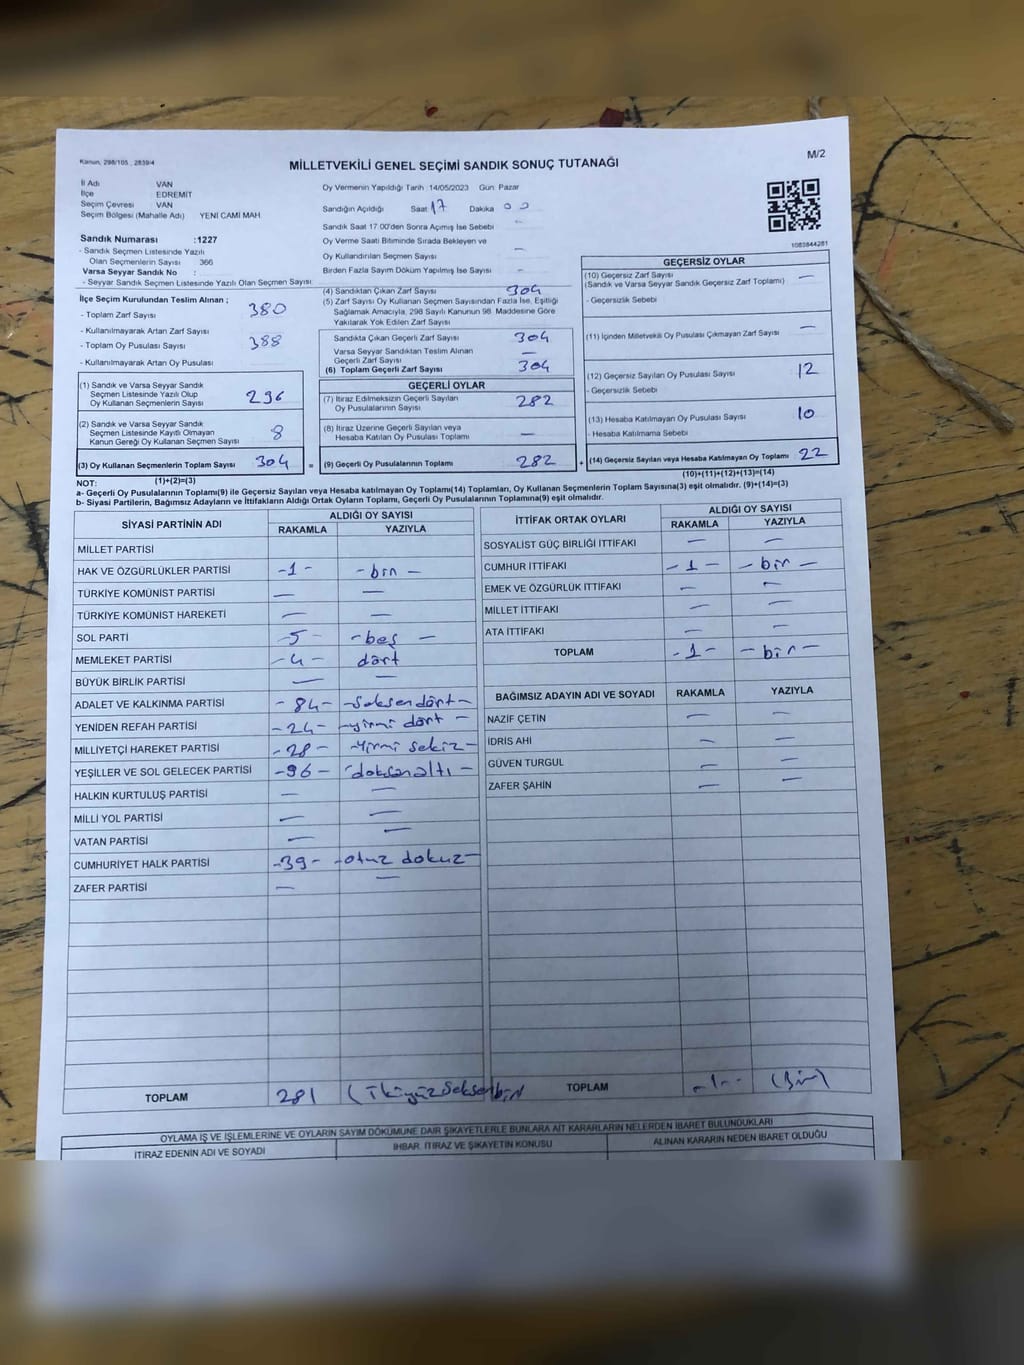 Kanun, 298/105 , 2839/4
MİLLETVEKİLİ GENEL SEÇİMİ SANDIK SONUÇ TUTANAĞI
M/2
İl Adı VAN
İlçe EDREMİT
Seçim Çevresi VAN
Seçim Bölgesi (Mahalle Adı) YENİ CAMİ MAH
Sandık Numarası :1227
- Sandık Seçmen Listesinde Yazılı
Olan Seçmenlerin Sayısı 366
Varsa Seyyar Sandık No :
- Seyyar Sandık Seçmen Listesinde Yazılı Olan Seçmen Sayısı
İlçe Seçim Kurulundan Teslim Alınan ;
- Toplam Zarf Sayısı 380
- Kullanılmayarak Artan Zarf Sayısı
- Toplam Oy Pusulası Sayısı 388
- Kullanılmayarak Artan Oy Pusulası
(1) Sandık ve Varsa Seyyar Sandık
Seçmen Listesinde Yazılı Olup
Oy Kullanan Seçmenlerin Sayısı 296
(2) Sandık ve Varsa Seyyar Sandık
Seçmen Listesinde Kayıtlı Olmayan
Kanun Gereği Oy Kullanan Seçmen Sayısı 8
(3) Oy Kullanan Seçmenlerin Toplam Sayısı 304 =
(1)+(2)=(3)
Oy Vermenin Yapıldığı Tarih :14/05/2023 Gün: Pazar
Sandığın Açıldığı Saat 17 Dakika 00
Sandık Saat 17.00'den Sonra Açımış İse Sebebi -
Oy Verme Saati Bitiminde Sırada Bekleyen ve
Oy Kullandırılan Seçmen Sayısı —
Birden Fazla Sayım Döküm Yapılmış İse Sayısı -
(4) Sandıktan Çıkan Zarf Sayısı 304
(5) Zarf Sayısı Oy Kullanan Seçmen Sayısından Fazla İse, Eşitliği
Sağlamak Amacıyla, 298 Sayılı Kanunun 98. Maddesine Göre
Yakılarak Yok Edilen Zarf Sayısı
Sandıkta Çıkan Geçerli Zarf Sayısı 304
Varsa Seyyar Sandıktan Teslim Alınan
Geçerli Zarf Sayısı —
(6) Toplam Geçerli Zarf Sayısı 304
GEÇERLİ OYLAR
(7) İtiraz Edilmeksizin Geçerli Sayılan
Oy Pusulalarının Sayısı 282
(8) İtiraz Üzerine Geçerli Sayılan veya
Hesaba Katılan Oy Pusulası Toplamı —
(9) Geçerli Oy Pusulalarının Toplamı 282 +
1083844281
GEÇERSİZ OYLAR
(10) Geçersiz Zarf Sayısı —
(Sandık ve Varsa Seyyar Sandık Geçersiz Zarf Toplamı)
- Geçersizlik Sebebi
(11) İçinden Milletvekili Oy Pusulası Çıkmayan Zarf Sayısı —
(12) Geçersiz Sayılan Oy Pusulası Sayısı 12
- Geçersizlik Sebebi
(13) Hesaba Katılmayan Oy Pusulası Sayısı 10
- Hesaba Katılmama Sebebi
(14) Geçersiz Sayılan veya Hesaba Katılmayan Oy Toplamı 22
(10)+(11)+(12)+(13)=(14)
NOT:
a- Geçerli Oy Pusulalarının Toplamı(9) ile Geçersiz Sayılan veya Hesaba katılmayan Oy Toplamı(14) Toplamları, Oy Kullanan Seçmenlerin Toplam Sayısına(3) eşit olmalıdır. (9)+(14)=(3)
b- Siyasi Partilerin, Bağımsız Adayların ve İttifakların Aldığı Ortak Oyların Toplamı, Geçerli Oy Pusulalarının Toplamına(9) eşit olmalıdır.
SİYASİ PARTİNİN ADI ALDIĞI OY SAYISI
RAKAMLA YAZIYLA
MİLLET PARTİSİ
HAK VE ÖZGÜRLÜKLER PARTİSİ -1- -bir —
TÜRKİYE KOMÜNİST PARTİSİ — —
TÜRKİYE KOMÜNİST HAREKETİ — —
SOL PARTİ -5- -beş —
MEMLEKET PARTİSİ -4- dört
BÜYÜK BİRLİK PARTİSİ — —
ADALET VE KALKINMA PARTİSİ -84- -seksendört-
YENİDEN REFAH PARTİSİ -24- -yirmi dört -
MİLLİYETÇİ HAREKET PARTİSİ -28- -Yirmi sekiz-
YEŞİLLER VE SOL GELECEK PARTİSİ -96- -doksanaltı -
HALKIN KURTULUŞ PARTİSİ — —
MİLLİ YOL PARTİSİ — —
VATAN PARTİSİ — —
CUMHURİYET HALK PARTİSİ -39- -otuz dokuz-
ZAFER PARTİSİ — —
TOPLAM 281 (ikiyüzseksenbir
İTTİFAK ORTAK OYLARI ALDIĞI OY SAYISI
RAKAMLA YAZIYLA
SOSYALİST GÜÇ BİRLİĞİ İTTİFAKI — —
CUMHUR İTTİFAKI -1- -bir —
EMEK VE ÖZGÜRLÜK İTTİFAKI — —
MİLLET İTTİFAKI — —
ATA İTTİFAKI — —
TOPLAM -1- -bir-
BAĞIMSIZ ADAYIN ADI VE SOYADI RAKAMLA YAZIYLA
NAZİF ÇETİN — —
İDRİS AHİ — —
GÜVEN TURGUL — —
ZAFER ŞAHİN — —
TOPLAM -1- (Bir)
OYLAMA İŞ VE İŞLEMLERİNE VE OYLARIN SAYIM DÖKÜMÜNE DAİR ŞİKAYETLERLE BUNLARA AİT KARARLARIN NELERDEN İBARET BULUNDUKLARI
İTİRAZ EDENİN ADI VE SOYADI İHBAR, İTİRAZ VE ŞİKAYETİN KONUSU ALINAN KARARIN NEDEN İBARET OLDUĞU